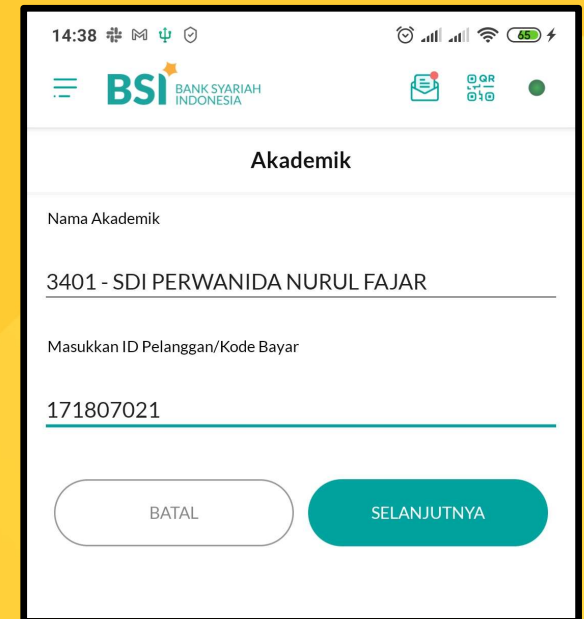 14:38
65
BSI BANK SYARIAH
INDONESIA
QR
Akademik
Nama Akademik
3401 - SDI PERWANIDA NURUL FAJAR
Masukkan ID Pelanggan/Kode Bayar
171807021
BATAL
SELANJUTNYA